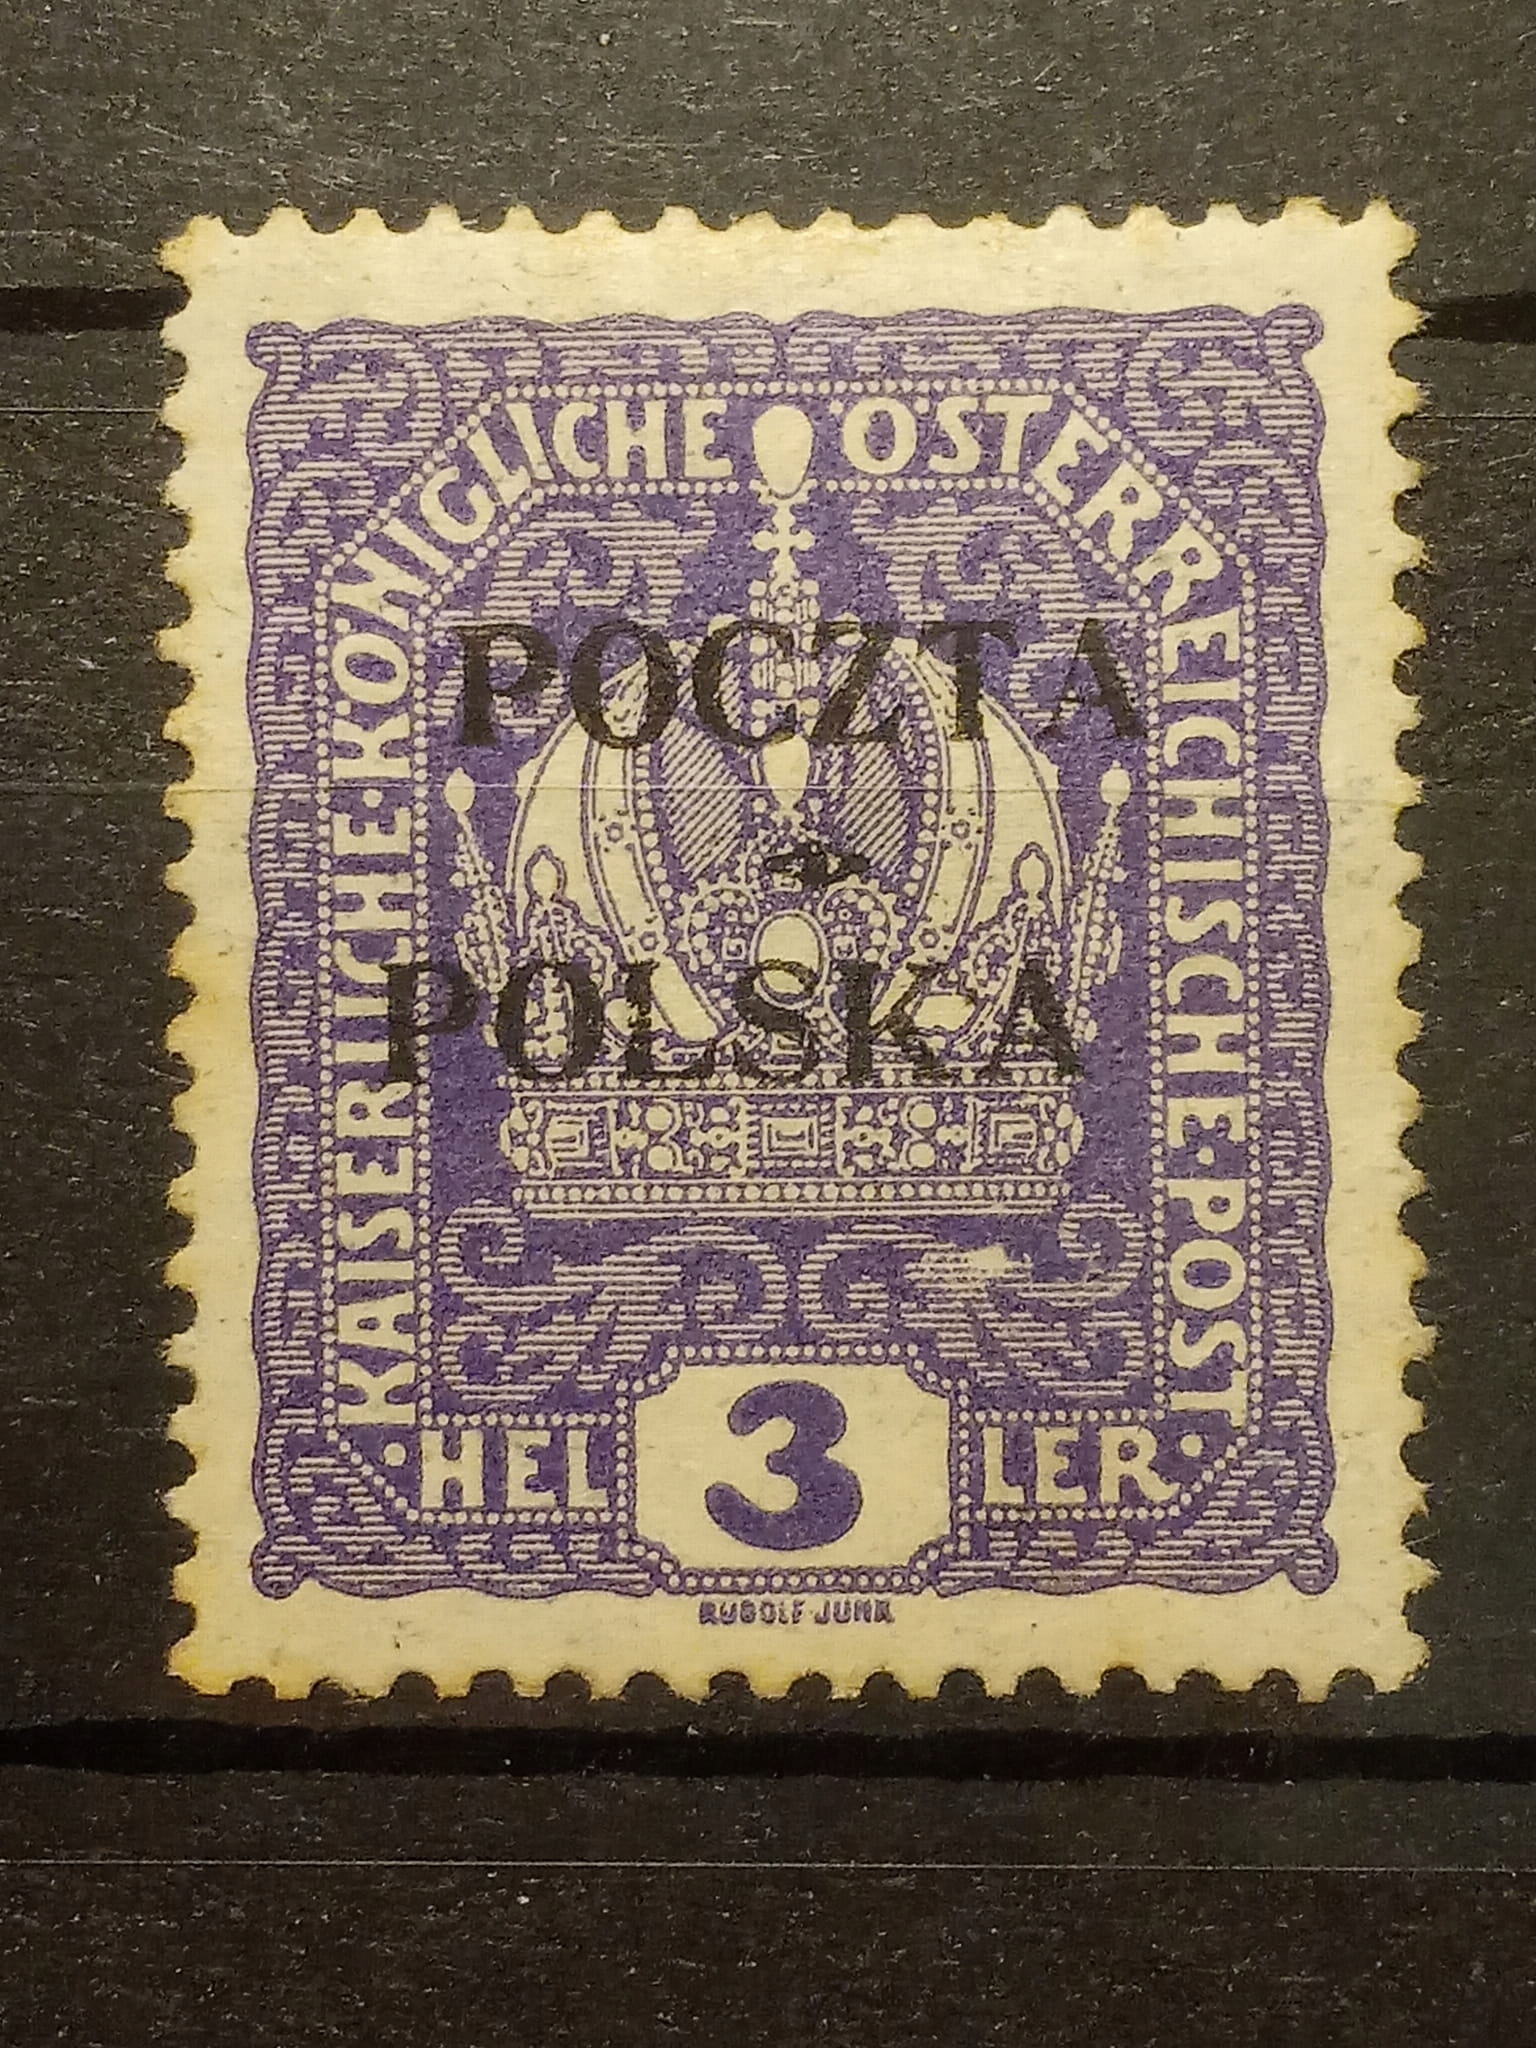 KAISERLICHE·KÖNIGLICHE ÖSTERREICHISCHE·POST
POCZTA
POLSKA
·HEL 3 LER·
RUDOLF JUNK